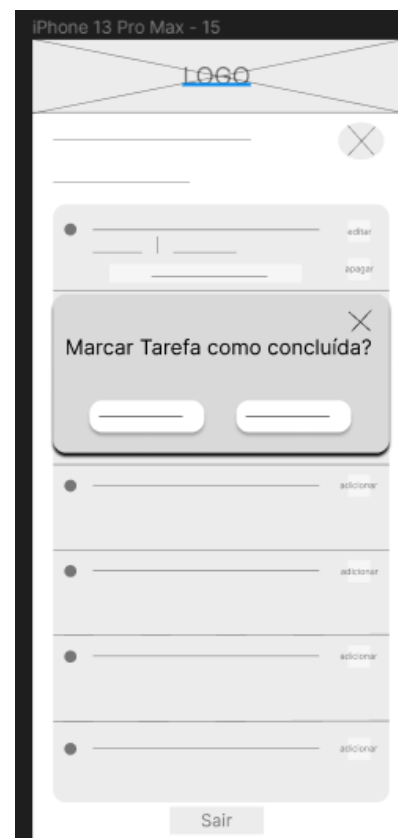 iPhone 13 Pro Max - 15
LOGO
editar
apagar
Marcar Tarefa como concluída?
adicionar
adicionar
adicionar
adicionar
Sair